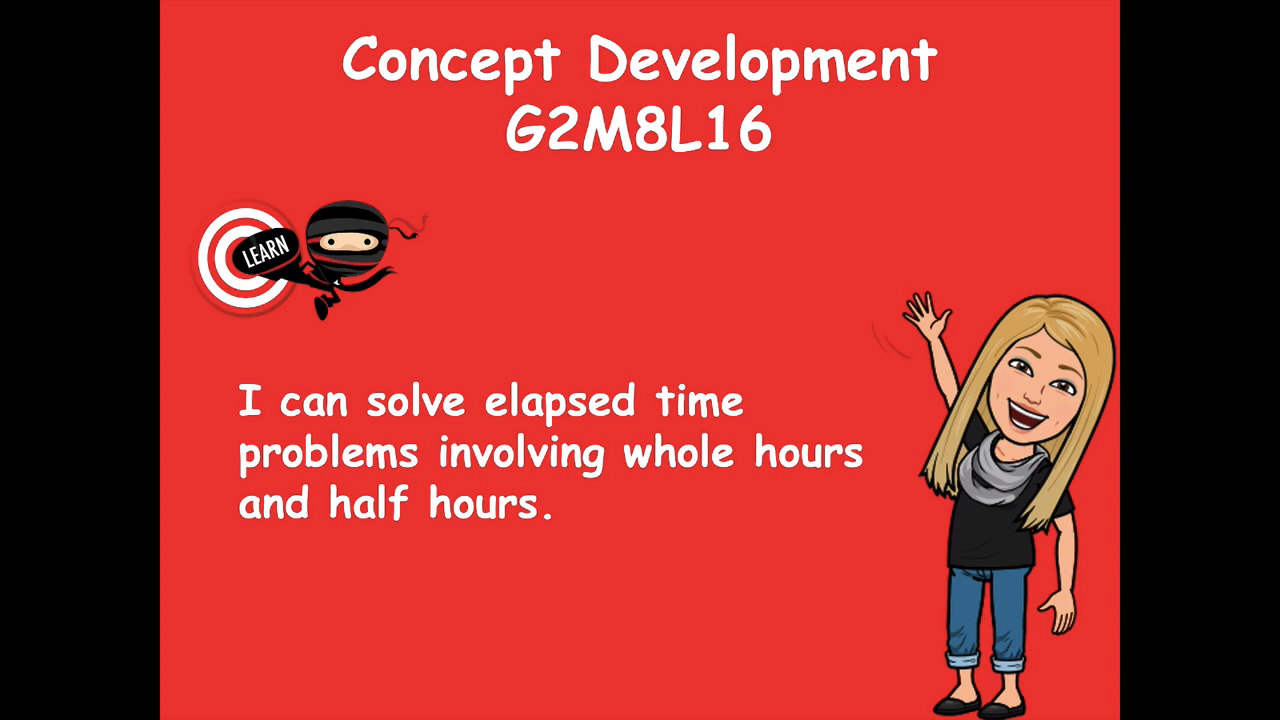 Concept Development
G2M8L16
LEARN
I can solve elapsed time
problems involving whole hours
and half hours.